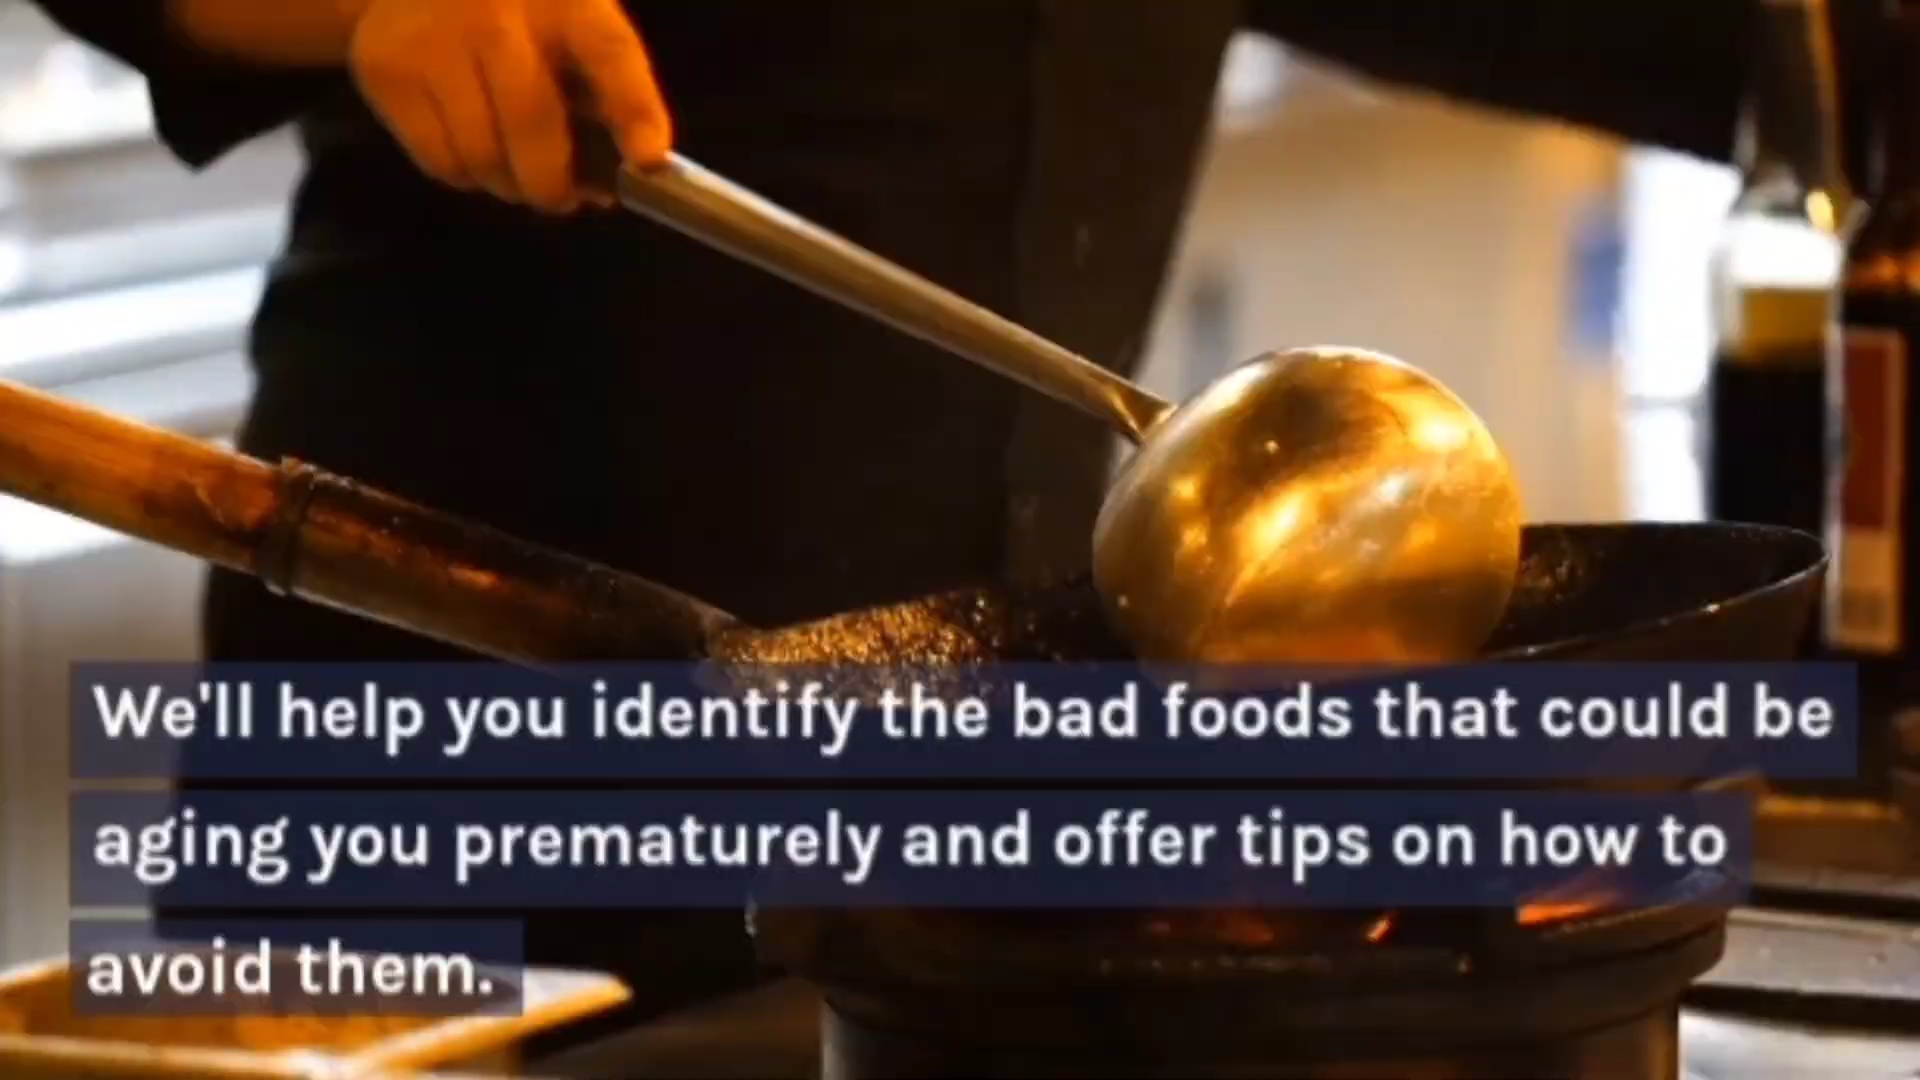 We'll help you identify the bad foods that could be
aging you prematurely and offer tips on how to
avoid them.